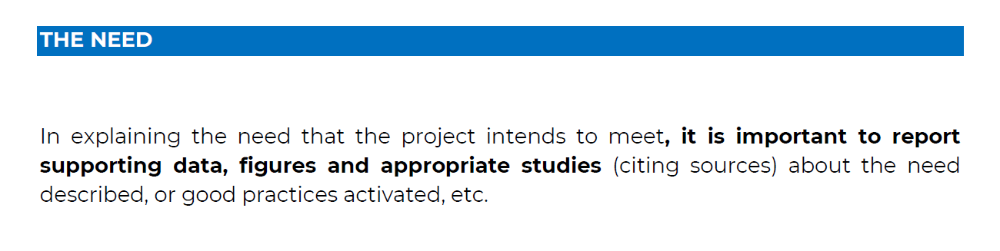 THE NEED
In explaining the need that the project intends to meet, it is important to report
supporting data, figures and appropriate studies (citing sources) about the need
described, or good practices activated, etc.